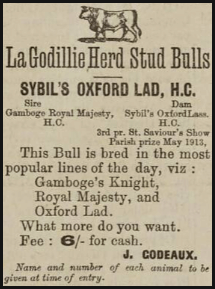 La Godillie Herd Stud Bulls
SYBIL'S OXFORD LAD, H.C.
Sire Dam
Gamboge Royal Majesty, Sybil's OxfordLass.
H.C. H.C.
3rd pr. St. Saviour's Show
Parish prize May 1913,
This Bull is bred in the most
popular lines of the day, viz :
Gamboge's Knight,
Royal Majesty, and
Oxford Lad.
What more do you want.
Fee : 6/- for cash.
J. CODEAUX.
Name and number of each animal to be
given at time of entry.